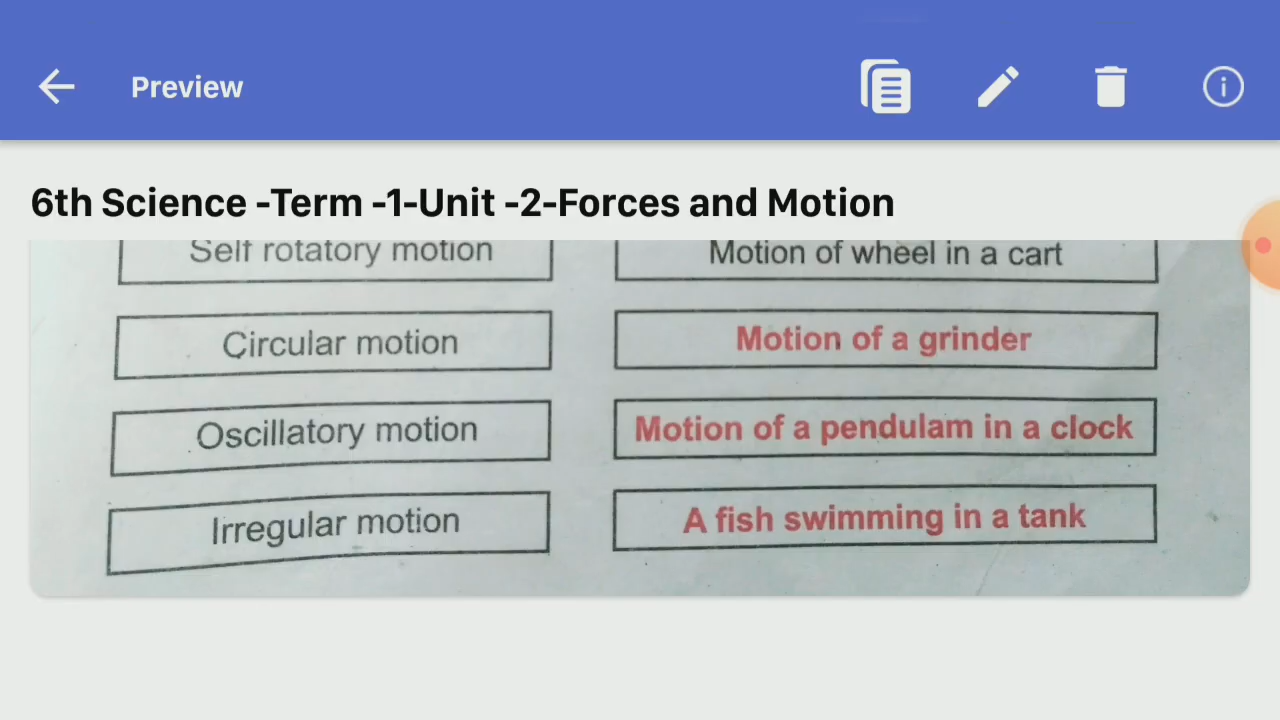 Preview
6th Science -Term -1-Unit -2-Forces and Motion
Self rotatory motion
Motion of wheel in a cart
Circular motion
Motion of a grinder
Oscillatory motion
Motion of a pendulam in a clock
Irregular motion
A fish swimming in a tank